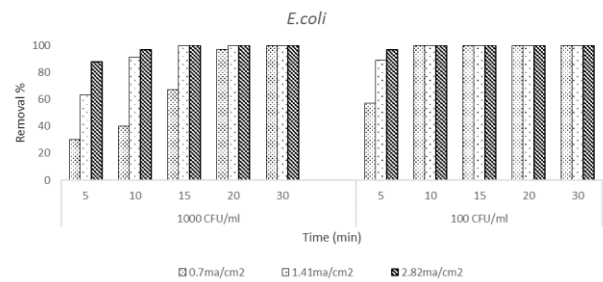 E.coli
100
80
60
40
20
0
Removal %
5 10 15 20 30 5 10 15 20 30
1000 CFU/ml 100 CFU/ml
Time (min)
0.7ma/cm2 1.41ma/cm2 2.82ma/cm2